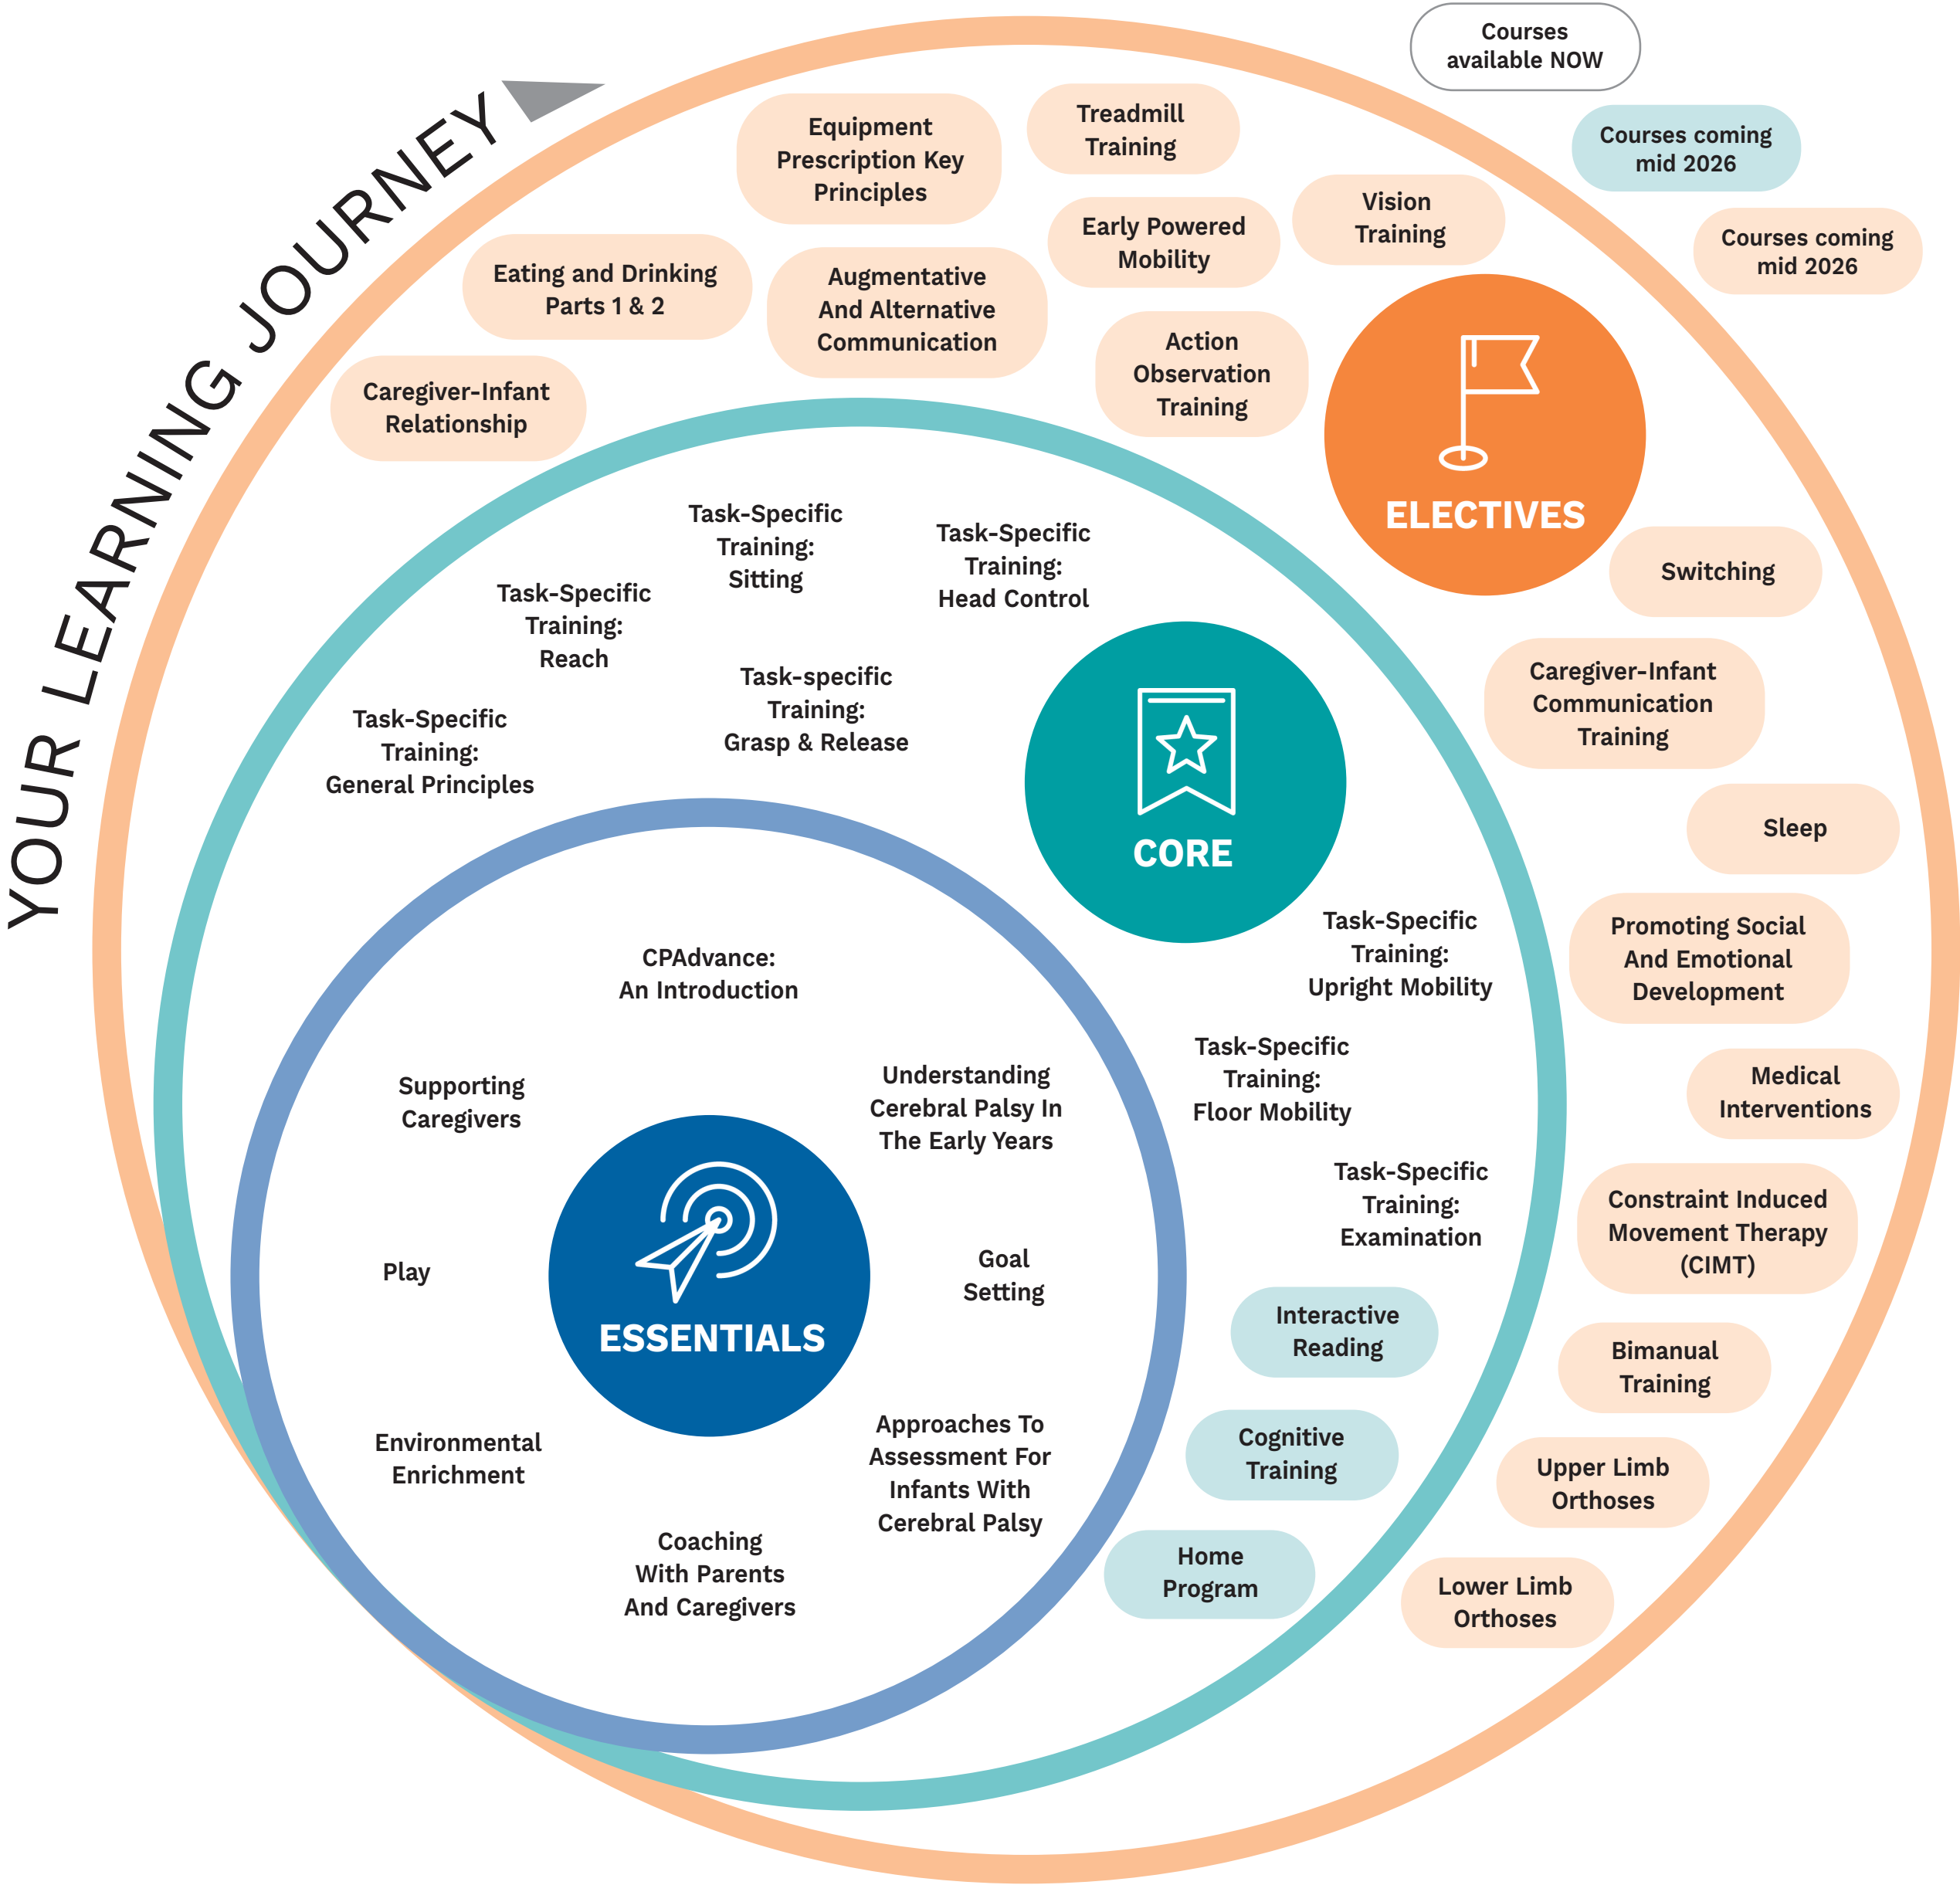 YOUR LEARNING JOURNEY
Courses
available NOW
Courses coming
mid 2026
Courses coming
mid 2026
Equipment
Prescription Key
Principles
Treadmill
Training
Vision
Training
Early Powered
Mobility
Eating and Drinking
Parts 1 & 2
Augmentative
And Alternative
Communication
Action
Observation
Training
Caregiver-Infant
Relationship
ELECTIVES
Switching
Caregiver-Infant
Communication
Training
Sleep
Promoting Social
And Emotional
Development
Medical
Interventions
Constraint Induced
Movement Therapy
(CIMT)
Bimanual
Training
Upper Limb
Orthoses
Lower Limb
Orthoses
Task-Specific
Training:
Sitting
Task-Specific
Training:
Head Control
Task-Specific
Training:
Reach
Task-specific
Training:
Grasp & Release
Task-Specific
Training:
General Principles
CORE
Task-Specific
Training:
Upright Mobility
Task-Specific
Training:
Floor Mobility
Task-Specific
Training:
Examination
Interactive
Reading
Cognitive
Training
Home
Program
CPAdvance:
An Introduction
Supporting
Caregivers
Understanding
Cerebral Palsy In
The Early Years
Play
ESSENTIALS
Goal
Setting
Environmental
Enrichment
Approaches To
Assessment For
Infants With
Cerebral Palsy
Coaching
With Parents
And Caregivers